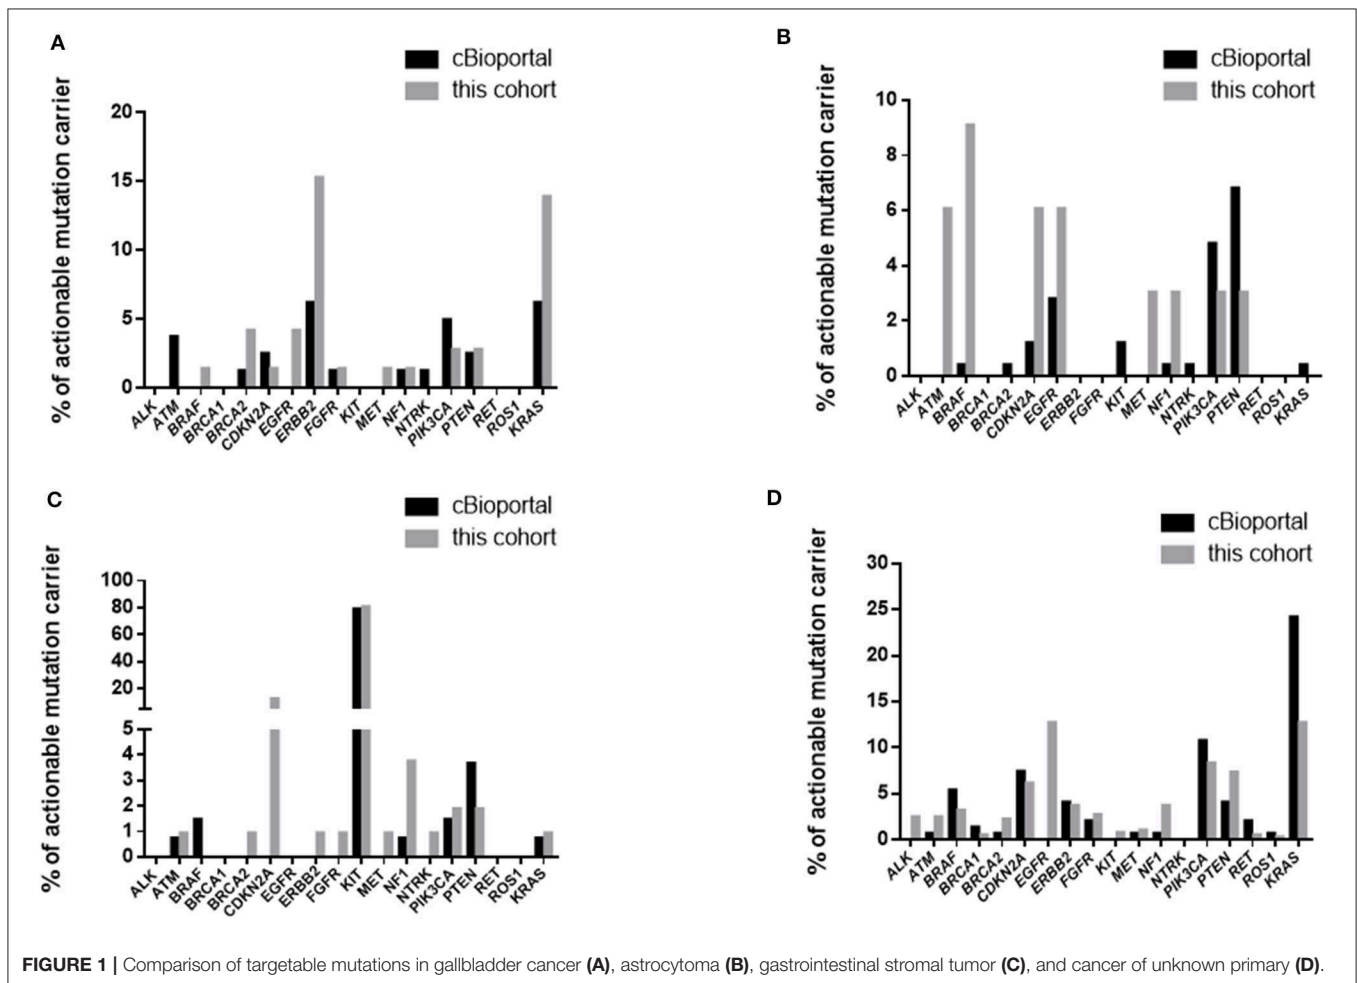 A
cBioportal
this cohort
% of actionable mutation carrier
20
15
10
5
0
ALK
ATM
BRAF
BRCA1
BRCA2
CDKN2A
EGFR
ERBB2
FGFR
KIT
MET
NF1
NTRK
PIK3CA
PTEN
RET
ROS1
KRAS
B
cBioportal
this cohort
% of actionable mutation carrier
10
8
6
4
2
0
ALK
ATM
BRAF
BRCA1
BRCA2
CDKN2A
EGFR
ERBB2
FGFR
KIT
MET
NF1
NTRK
PIK3CA
PTEN
RET
ROS1
KRAS
C
cBioportal
this cohort
% of actionable mutation carrier
100
80
60
40
20
5
4
3
2
1
0
ALK
ATM
BRAF
BRCA1
BRCA2
CDKN2A
EGFR
ERBB2
FGFR
KIT
MET
NF1
NTRK
PIK3CA
PTEN
RET
ROS1
KRAS
D
cBioportal
this cohort
% of actionable mutation carrier
30
25
20
15
10
5
0
ALK
ATM
BRAF
BRCA1
BRCA2
CDKN2A
EGFR
ERBB2
FGFR
KIT
MET
NF1
NTRK
PIK3CA
PTEN
RET
ROS1
KRAS
FIGURE 1 | Comparison of targetable mutations in gallbladder cancer (A), astrocytoma (B), gastrointestinal stromal tumor (C), and cancer of unknown primary (D).